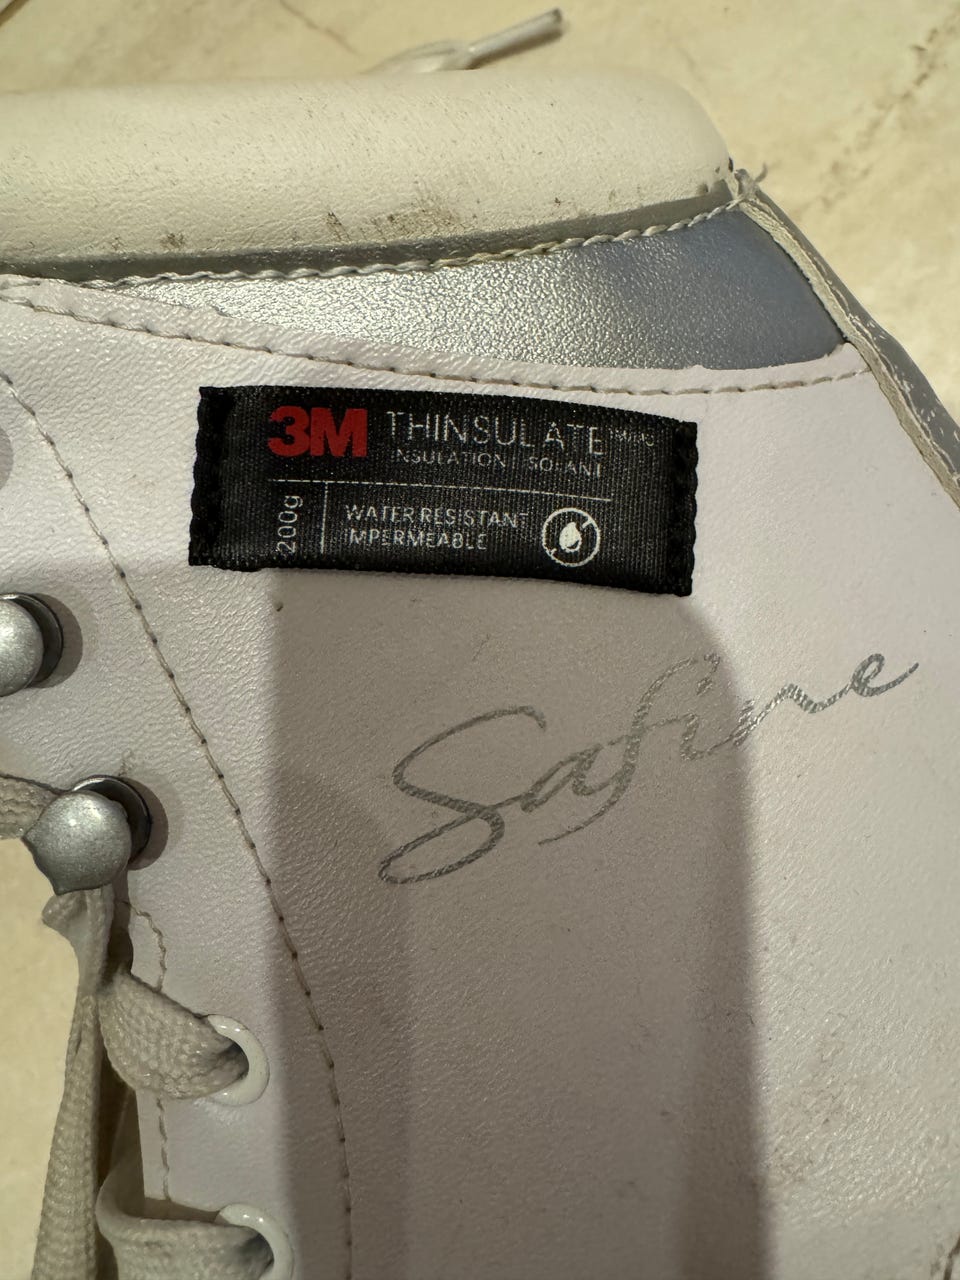 3M THINSULATE
INSULATION | ISOLANT
200g
WATER RESISTANT
IMPERMEABLE
Safine